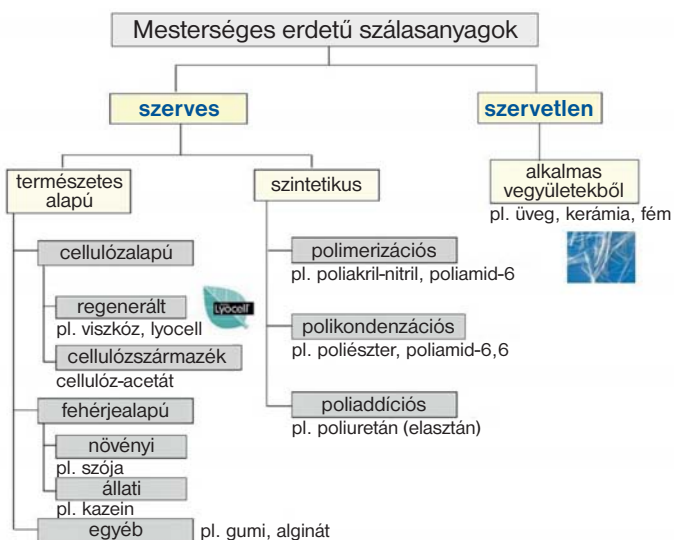 Mesterséges erdetű szálasanyagok
szerves
szervetlen
természetes
alapú
szintetikus
alkalmas
vegyületekből
pl. üveg, kerámia, fém
cellulózalapú
regenerált
pl. viszkóz, lyocell
Lyocell
cellulózszármazék
cellulóz-acetát
fehérjealapú
növényi
pl. szója
állati
pl. kazein
egyéb
pl. gumi, alginát
polimerizációs
pl. poliakril-nitril, poliamid-6
polikondenzációs
pl. poliészter, poliamid-6,6
poliaddíciós
pl. poliuretán (elasztán)